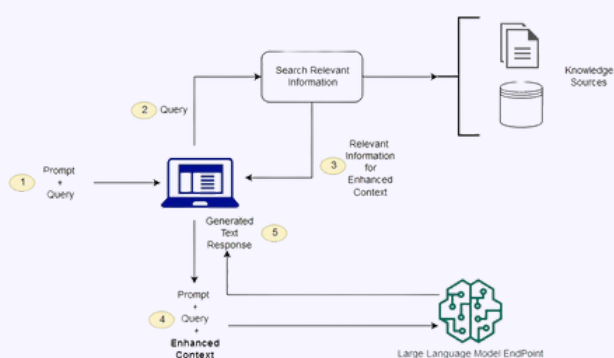 Search Relevant
Information
Knowledge
Sources
2
Query
1
Prompt
+
Query
3
Relevant
Information
for
Enhanced
Context
Generated
Text
Response
5
4
Prompt
+
Query
+
Enhanced
Context
Large Language Model EndPoint